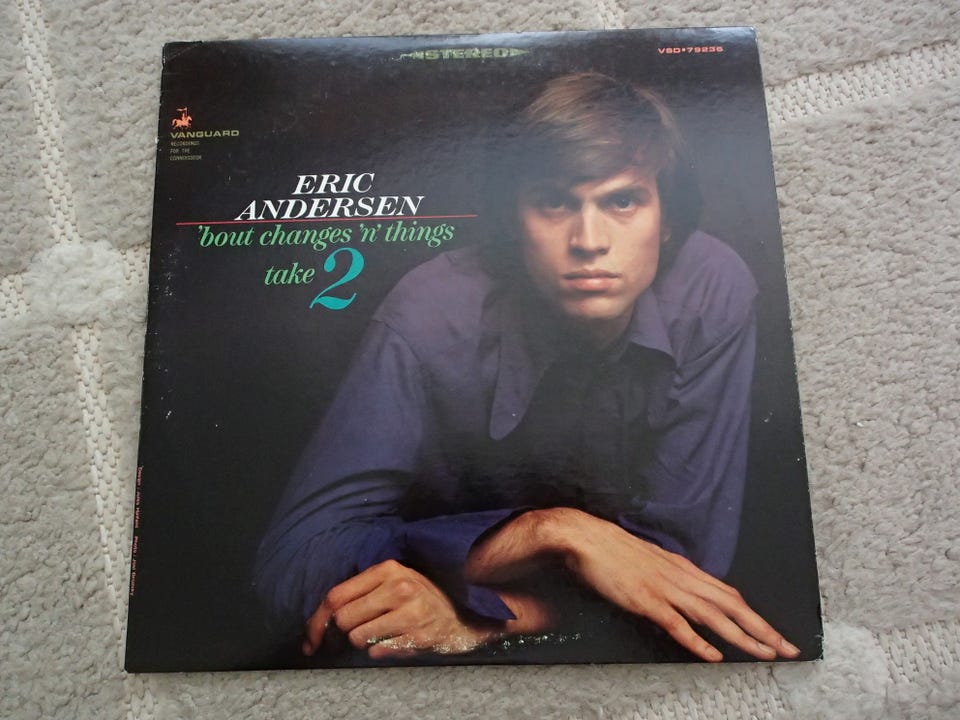 STEREO
VSD•79236
VANGUARD
RECORDINGS
FOR THE
CONNOISSEUR
ERIC
ANDERSEN
'bout changes 'n' things
take 2